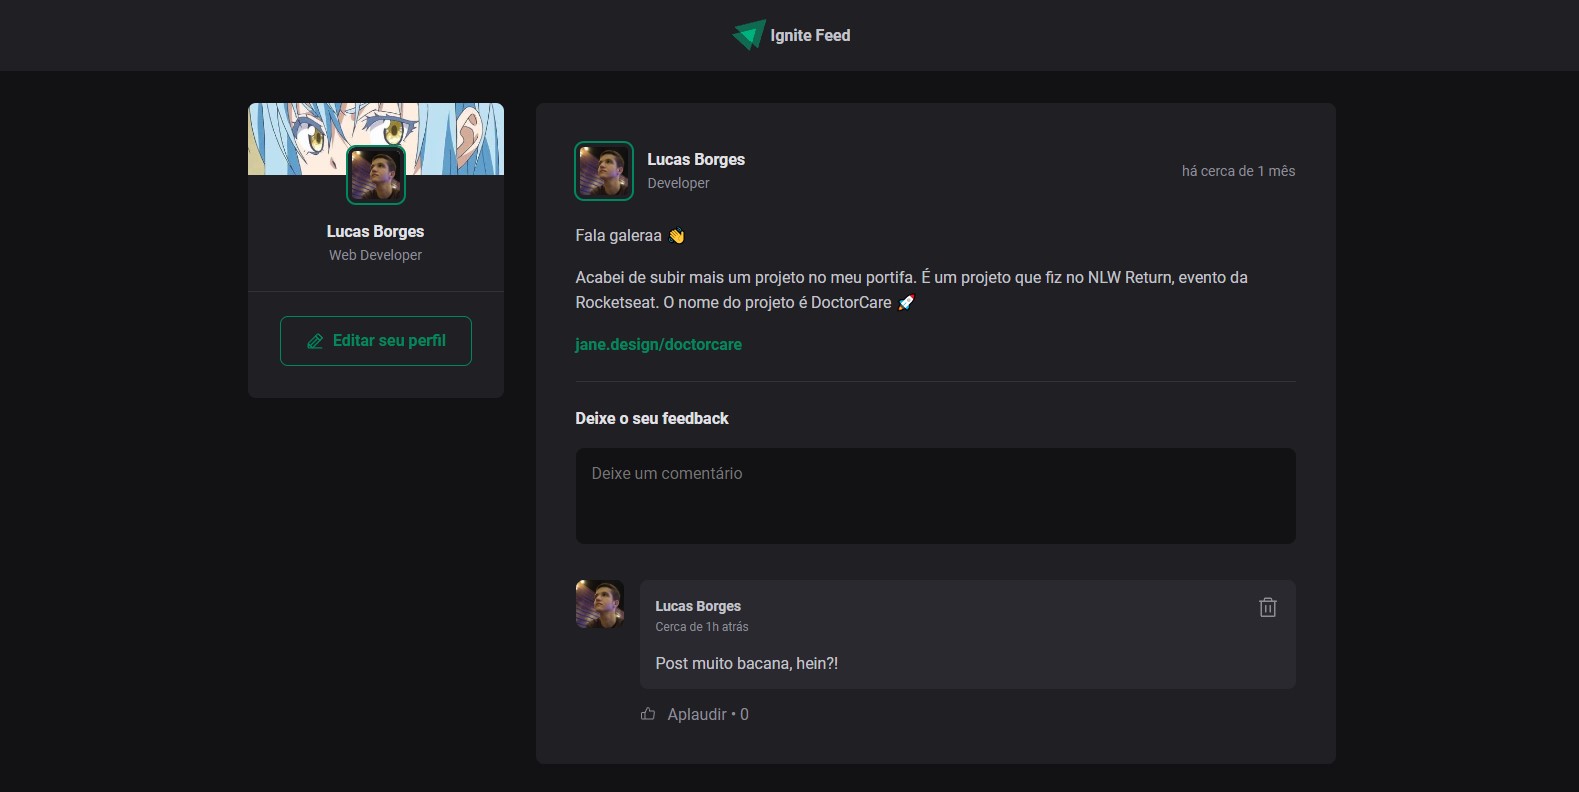 Ignite Feed
Lucas Borges
Web Developer
Editar seu perfil
Lucas Borges
Developer
há cerca de 1 mês
Fala galeraa 👋
Acabei de subir mais um projeto no meu portifa. É um projeto que fiz no NLW Return, evento da
Rocketseat. O nome do projeto é DoctorCare 🚀
jane.design/doctorcare
Deixe o seu feedback
Deixe um comentário
Lucas Borges
Cerca de 1h atrás
Post muito bacana, hein?!
Aplaudir • 0